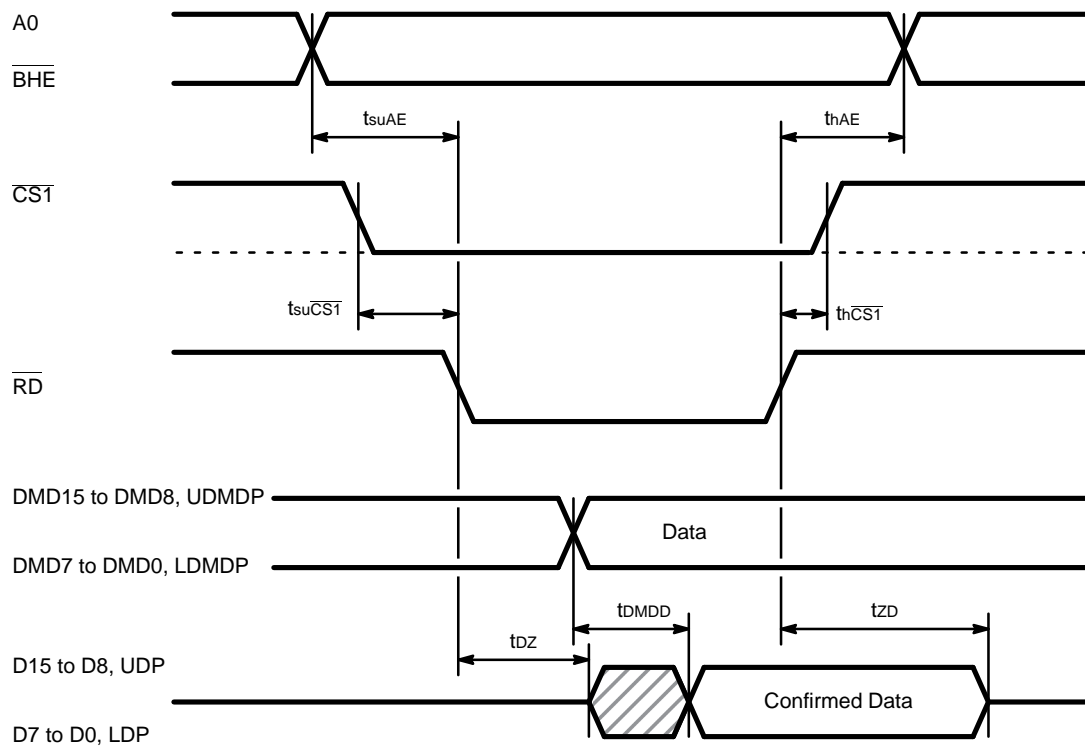 A0
BHE
tsuAE
thAE
CS1
tsuCS1
thCS1
RD
DMD15 to DMD8, UDMDP
Data
DMD7 to DMD0, LDMDP
tDMDD
tZD
tDZ
D15 to D8, UDP
Confirmed Data
D7 to D0, LDP